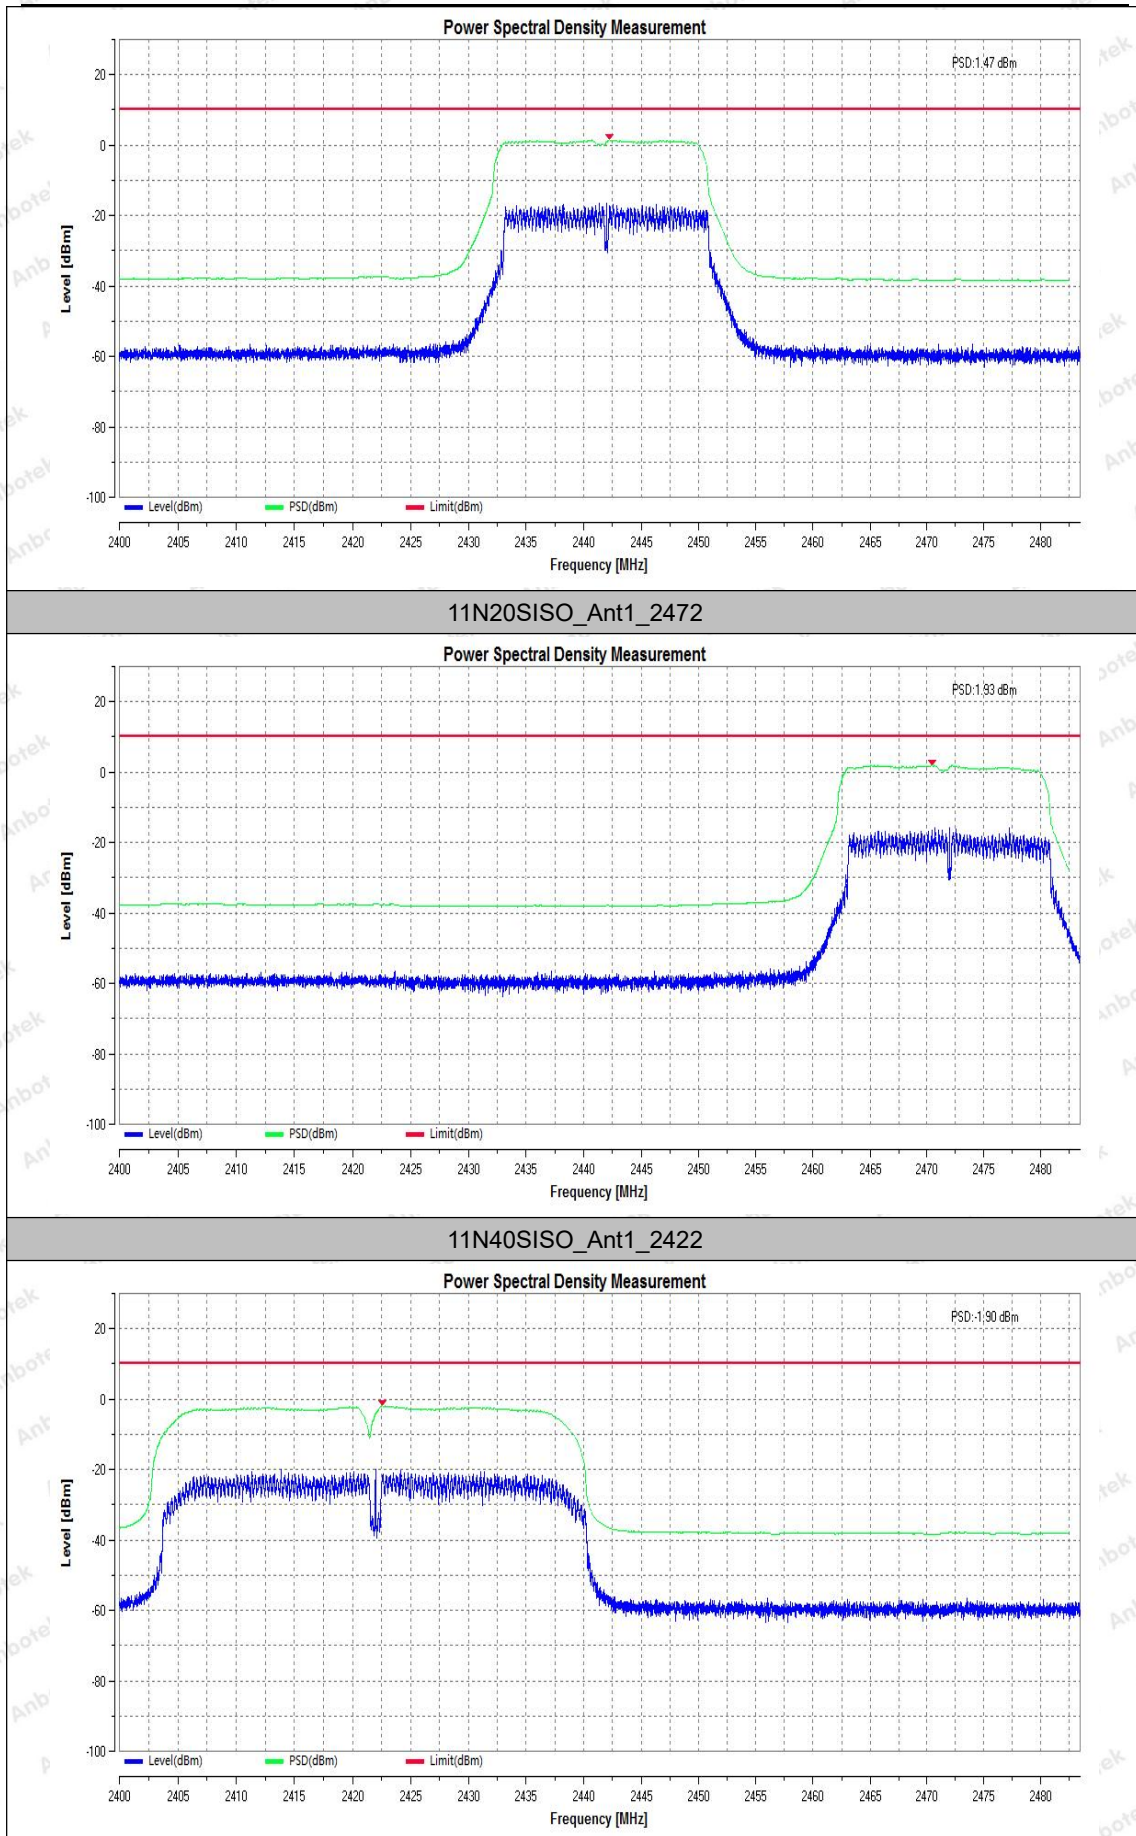 Power Spectral Density Measurement
PSD:1.47 dBm
20
0
-20
-40
-60
-80
-100
Level [dBm]
Level(dBm) PSD(dBm) Limit(dBm)
2400 2405 2410 2415 2420 2425 2430 2435 2440 2445 2450 2455 2460 2465 2470 2475 2480
Frequency [MHz]
11N20SISO_Ant1_2472
Power Spectral Density Measurement
PSD:1.93 dBm
20
0
-20
-40
-60
-80
-100
Level [dBm]
Level(dBm) PSD(dBm) Limit(dBm)
2400 2405 2410 2415 2420 2425 2430 2435 2440 2445 2450 2455 2460 2465 2470 2475 2480
Frequency [MHz]
11N40SISO_Ant1_2422
Power Spectral Density Measurement
PSD:-1.90 dBm
20
0
-20
-40
-60
-80
-100
Level [dBm]
Level(dBm) PSD(dBm) Limit(dBm)
2400 2405 2410 2415 2420 2425 2430 2435 2440 2445 2450 2455 2460 2465 2470 2475 2480
Frequency [MHz]